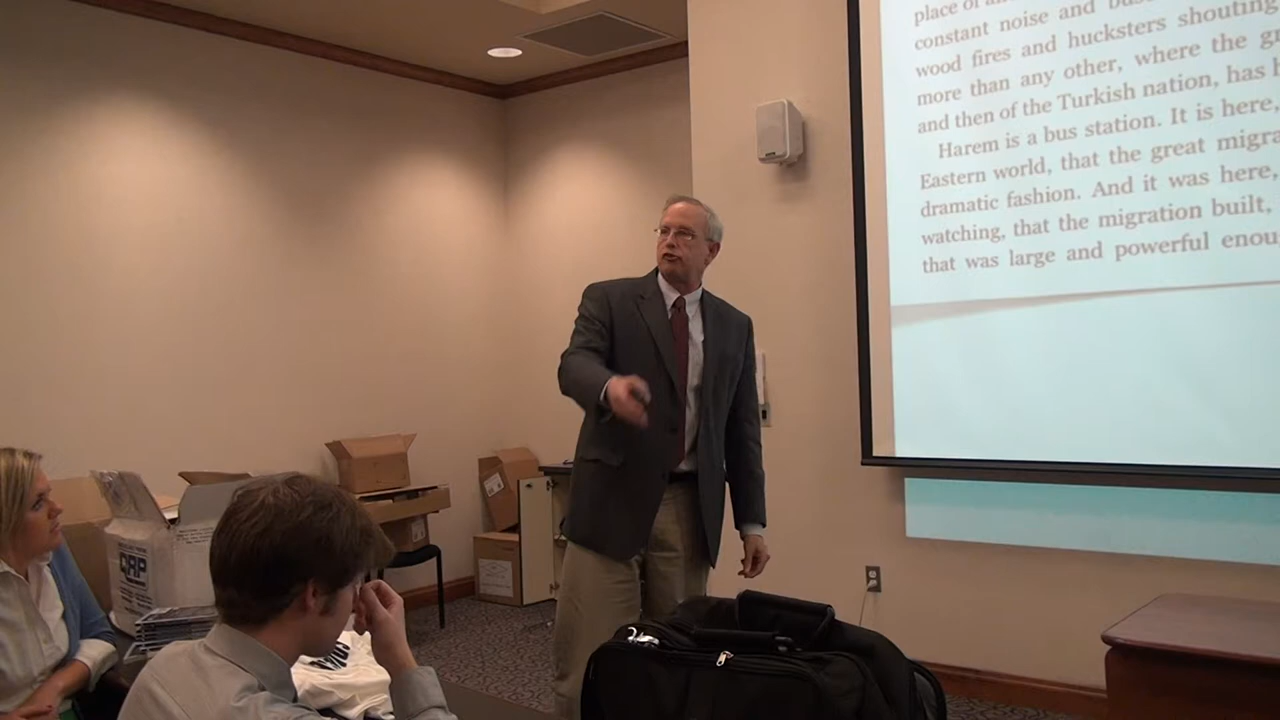 place of
constant noise and
wood fires and hucksters shouting
more than any other, where the
and then of the Turkish nation, has
Harem is a bus station. It is here,
Eastern world, that the great
dramatic fashion. And it was here,
watching, that the migration built,
that was large and powerful